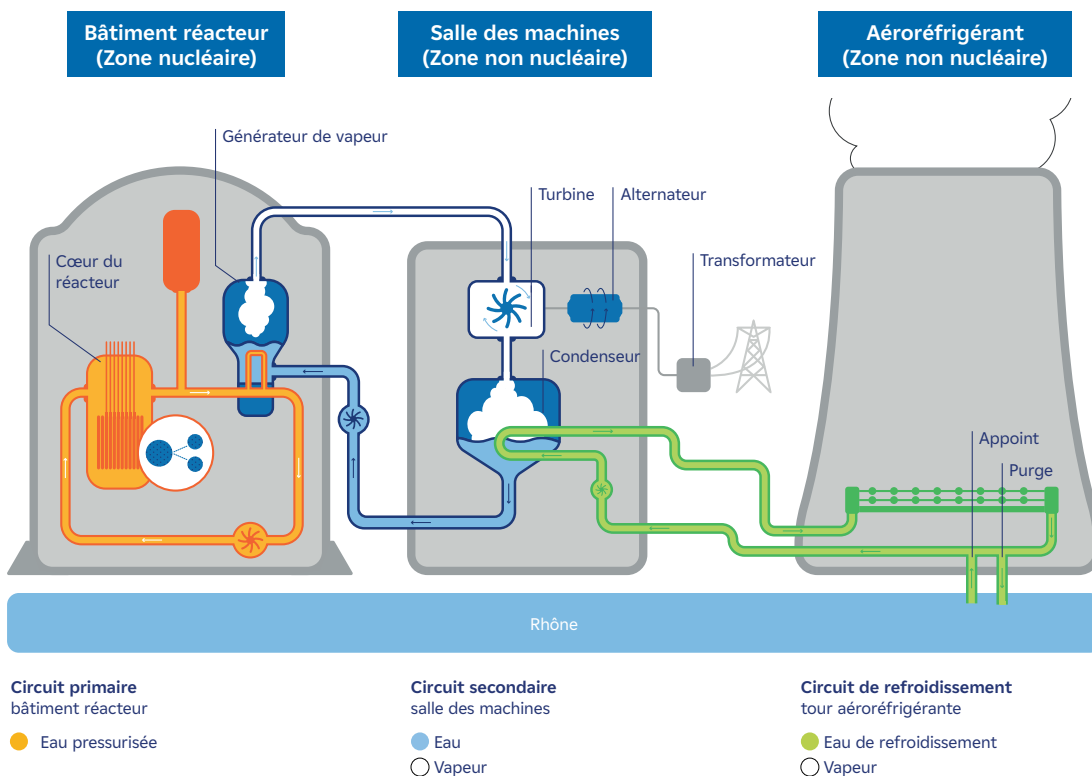 Bâtiment réacteur
(Zone nucléaire)
Salle des machines
(Zone non nucléaire)
Aéroréfrigérant
(Zone non nucléaire)
Générateur de vapeur
Turbine
Alternateur
Cœur du
réacteur
Transformateur
Condenseur
Appoint
Purge
Rhône
Circuit primaire
bâtiment réacteur
Eau pressurisée
Circuit secondaire
salle des machines
Eau
Vapeur
Circuit de refroidissement
tour aéroréfrigérante
Eau de refroidissement
Vapeur